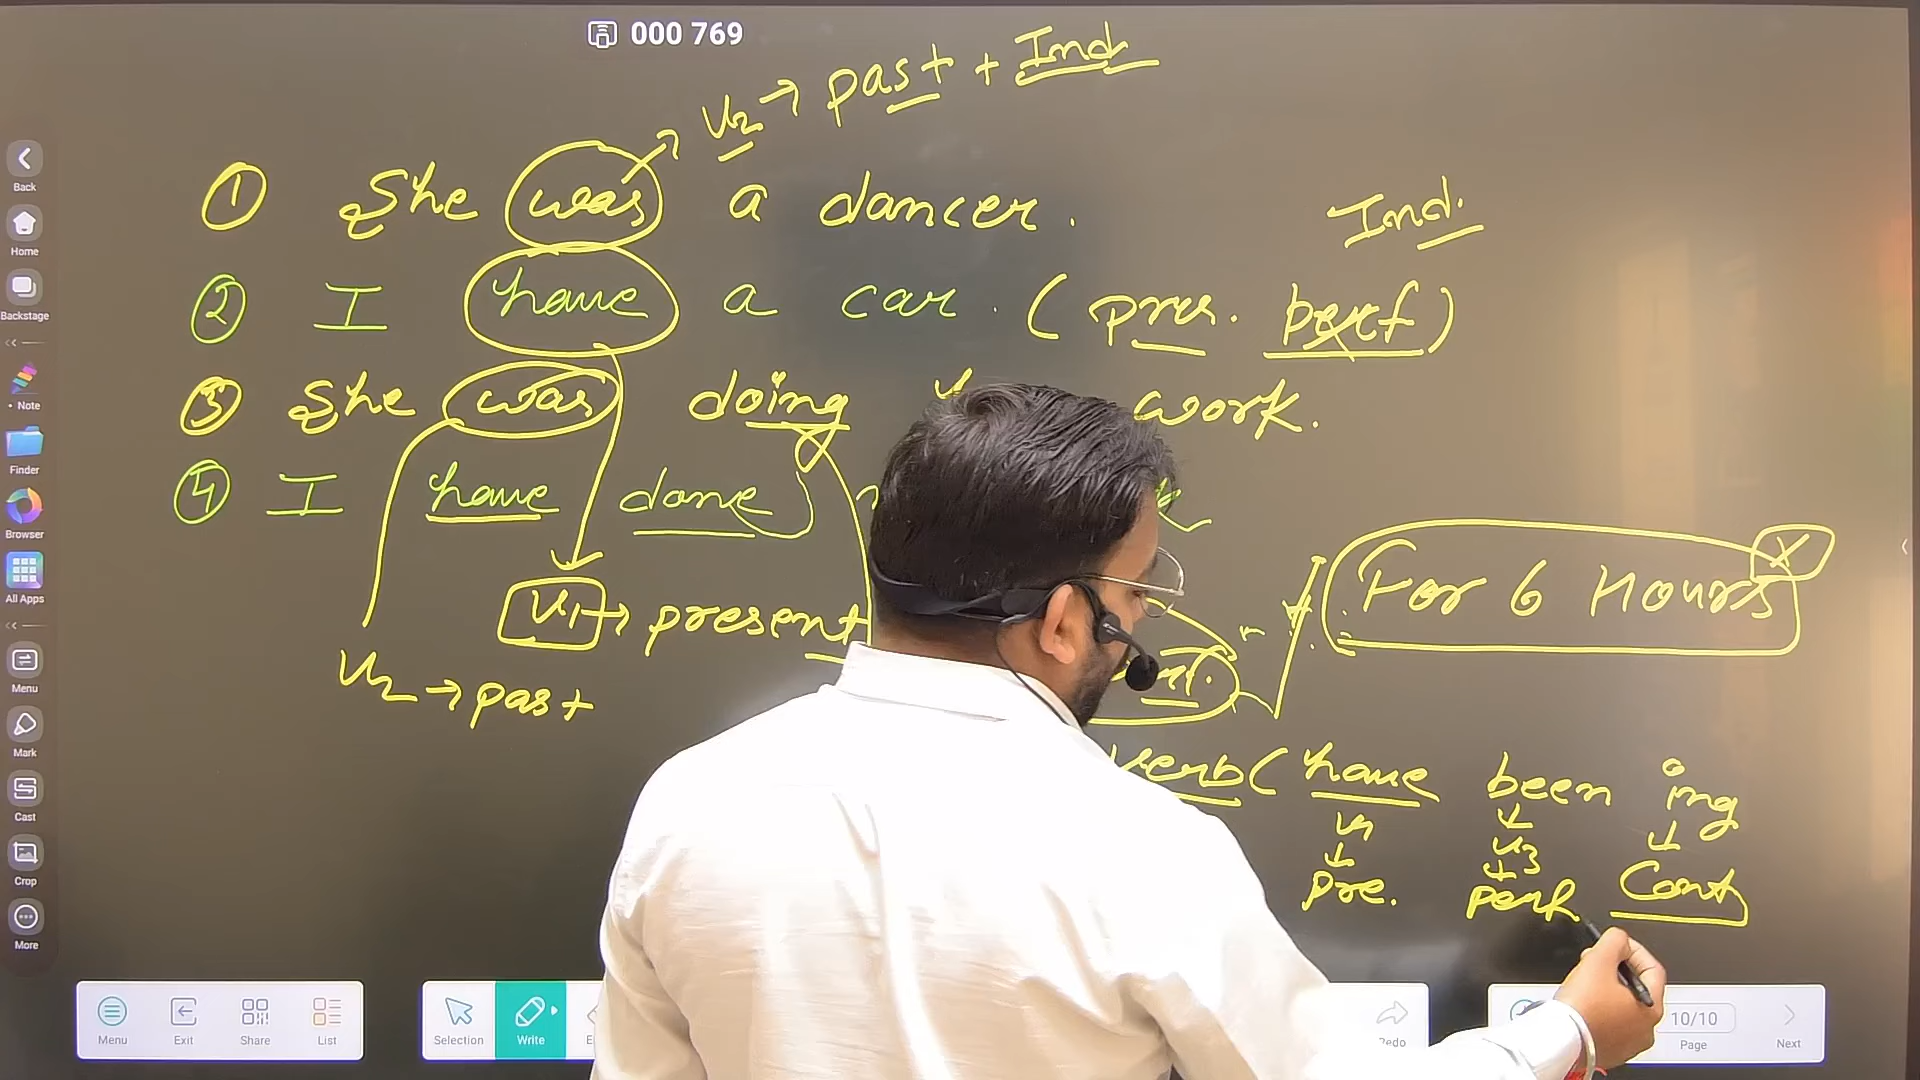 000 769
V2 → past + Ind.
① She was a dancer.
Ind.
② I have a car. (pres. perf)
③ She was doing work.
④ I have done
For 6 Hours X
V1 → present
V2 → past
verb ( have been ing
V1 V3
pre. perf Cont
Back
Home
Backstage
Note
Finder
Browser
All Apps
Menu
Mark
Cast
Crop
More
Menu Exit Share List
Selection Write
Redo
10/10
Page
Next